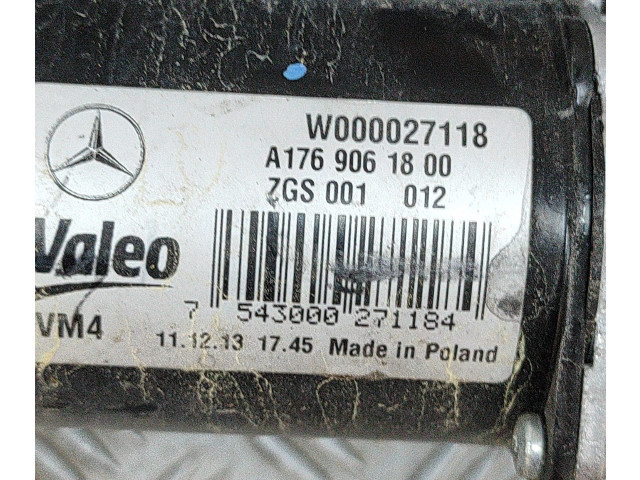 W000027118
A176 906 18 00
ZGS 001 012
Valeo
7 543000 271184
VM4
11.12.13 17.45 Made in Poland